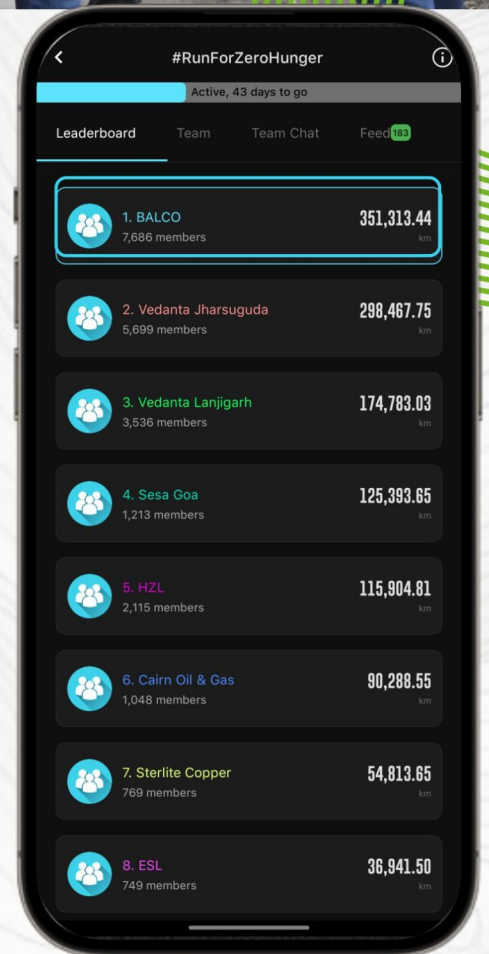 #RunForZeroHunger
Active, 43 days to go
Leaderboard Team Team Chat Feed 183
1. BALCO 351,313.44
7,686 members km
2. Vedanta Jharsuguda 298,467.75
5,699 members km
3. Vedanta Lanjigarh 174,783.03
3,536 members km
4. Sesa Goa 125,393.65
1,213 members km
5. HZL 115,904.81
2,115 members km
6. Cairn Oil & Gas 90,288.55
1,048 members km
7. Sterlite Copper 54,813.65
769 members km
8. ESL 36,941.50
749 members km